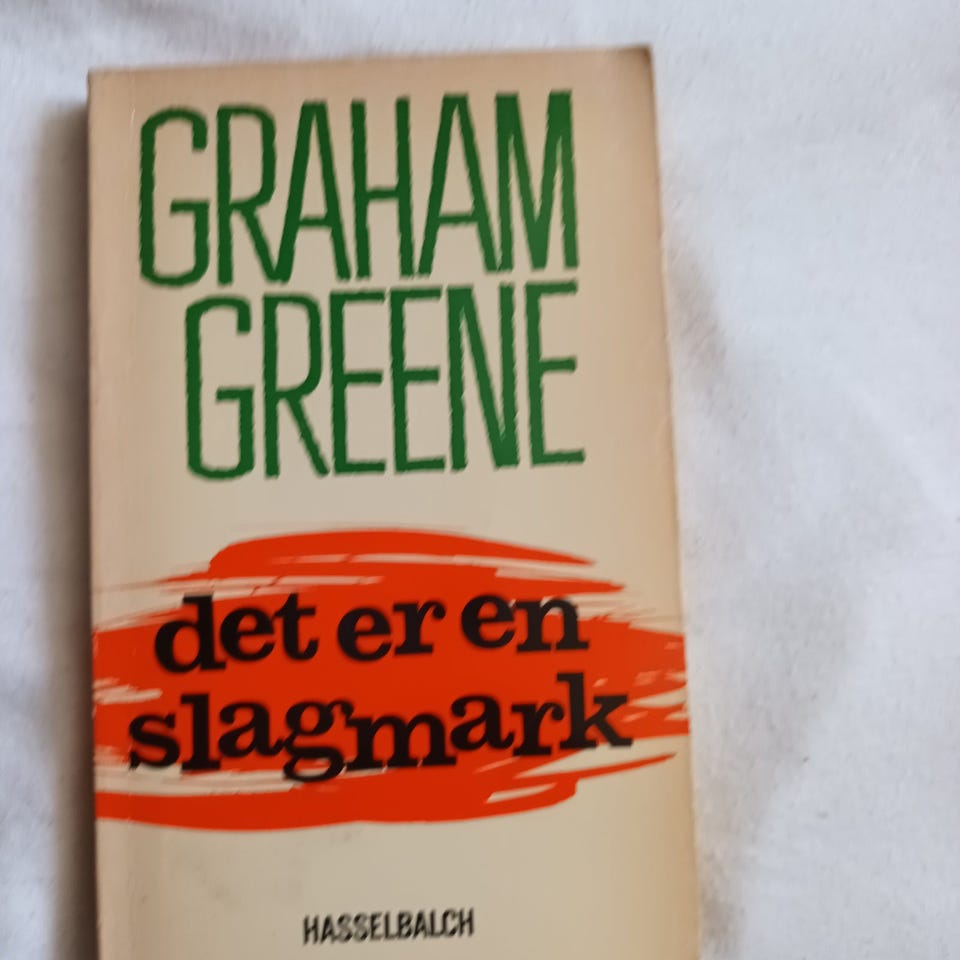 GRAHAM
GREENE
det er en
slagmark
HASSELBALCH